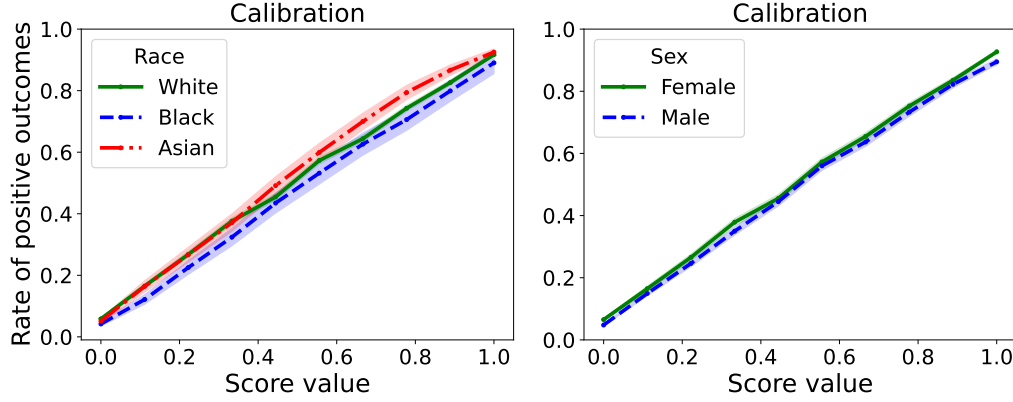 Calibration
Rate of positive outcomes
1.0
0.8
0.6
0.4
0.2
0.0
Race
White
Black
Asian
0.0 0.2 0.4 0.6 0.8 1.0
Score value
Calibration
1.0
0.8
0.6
0.4
0.2
0.0
Sex
Female
Male
0.0 0.2 0.4 0.6 0.8 1.0
Score value